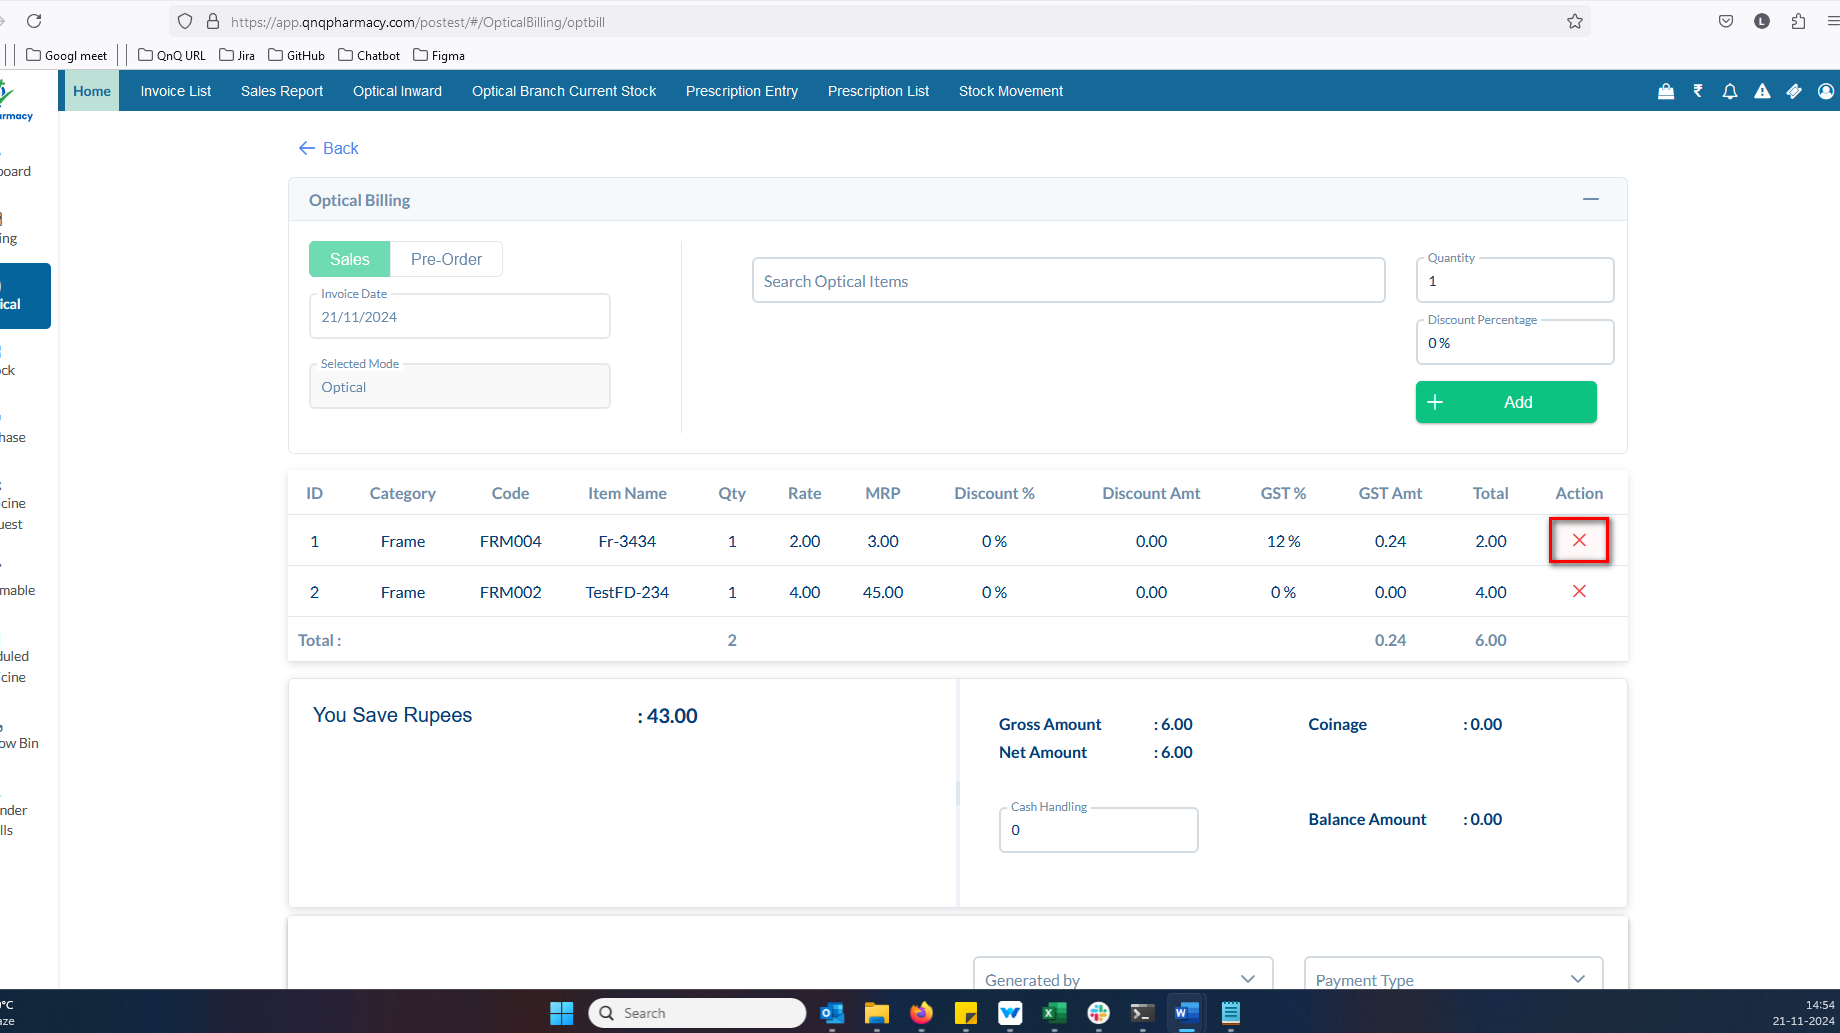 https://app.qnqpharmacy.com/postest/#/OpticalBilling/optbill
L
Googl meet
QnQ URL
Jira
GitHub
Chatbot
Figma
Home
Invoice List
Sales Report
Optical Inward
Optical Branch Current Stock
Prescription Entry
Prescription List
Stock Movement
Back
Optical Billing
Sales
Pre-Order
Invoice Date
21/11/2024
Selected Mode
Optical
Search Optical Items
Quantity
1
Discount Percentage
0 %
Add
ID Category Code Item Name Qty Rate MRP Discount % Discount Amt GST % GST Amt Total Action
1 Frame FRM004 Fr-3434 1 2.00 3.00 0 % 0.00 12 % 0.24 2.00
2 Frame FRM002 TestFD-234 1 4.00 45.00 0 % 0.00 0 % 0.00 4.00
Total : 2 0.24 6.00
You Save Rupees : 43.00
Gross Amount : 6.00
Coinage : 0.00
Net Amount : 6.00
Cash Handling
0
Balance Amount : 0.00
Generated by
Payment Type
Search
14:54
21-11-2024